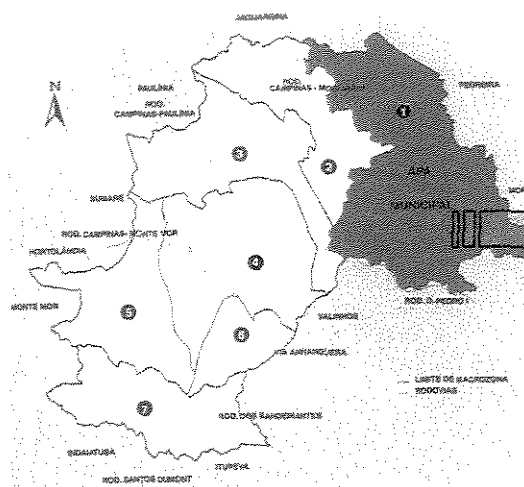 JAGUARIÚNA
N
PAULÍNIA
ROD.
CAMPINAS - MOGI MIRIM
PEDREIRA
ROD.
CAMPINAS-PAULÍNIA
1
3
2
APA
MUNICIPAL
SUMARÉ
MOR
ROD. CAMPINAS-MONTE MOR
HORTOLÂNDIA
4
MONTE MOR
5
ROD. D. PEDRO I
VALINHOS
6
VIA ANHANGUERA
LIMITE DE MACROZONA
RODOVIAS
7
ROD. DOS BANDEIRANTES
INDAIATUBA
ITUPEVA
ROD. SANTOS DUMONT